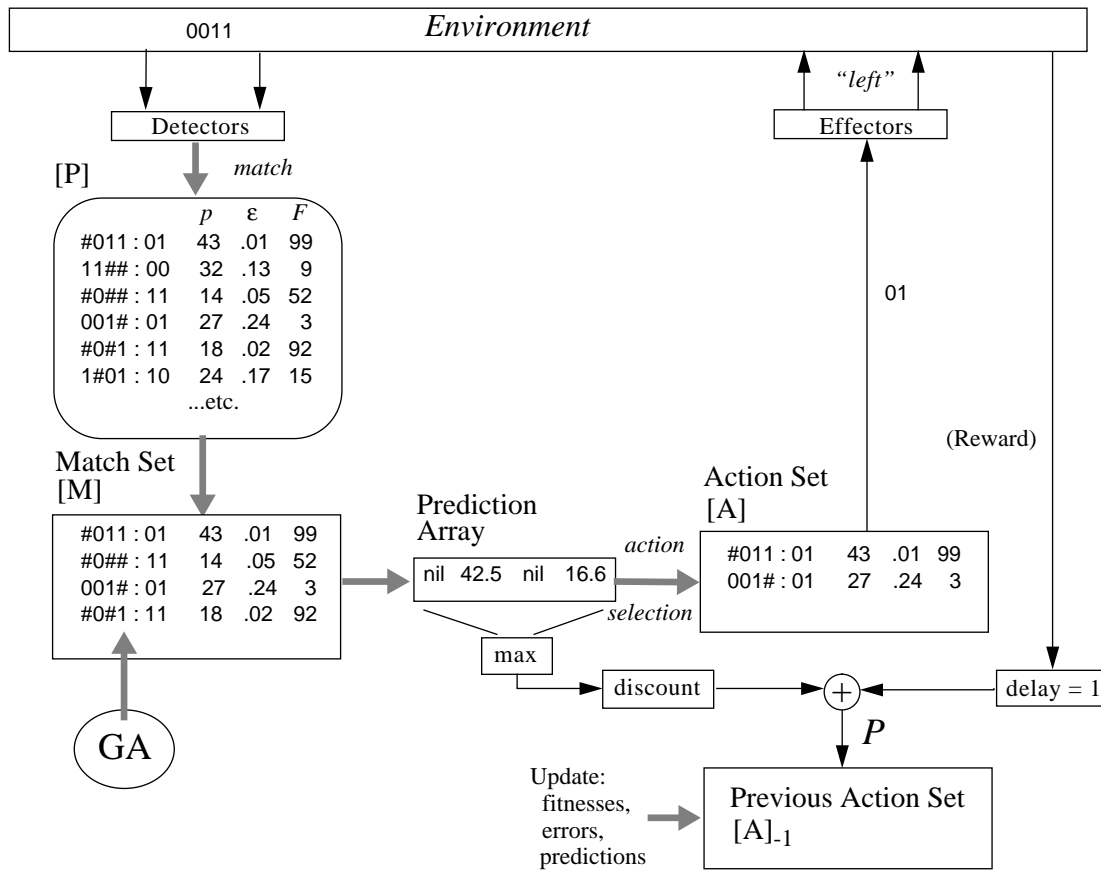 0011
Environment
“left”
Detectors
Effectors
match
[P]
p ε F
#011 : 01 43 .01 99
11## : 00 32 .13 9
#0## : 11 14 .05 52
001# : 01 27 .24 3
#0#1 : 11 18 .02 92
1#01 : 10 24 .17 15
...etc.
01
(Reward)
Match Set
[M]
#011 : 01 43 .01 99
#0## : 11 14 .05 52
001# : 01 27 .24 3
#0#1 : 11 18 .02 92
Prediction
Array
nil 42.5 nil 16.6
action
selection
Action Set
[A]
#011 : 01 43 .01 99
001# : 01 27 .24 3
max
discount
+
delay = 1
P
GA
Update:
fitnesses,
errors,
predictions
Previous Action Set
[A]-1